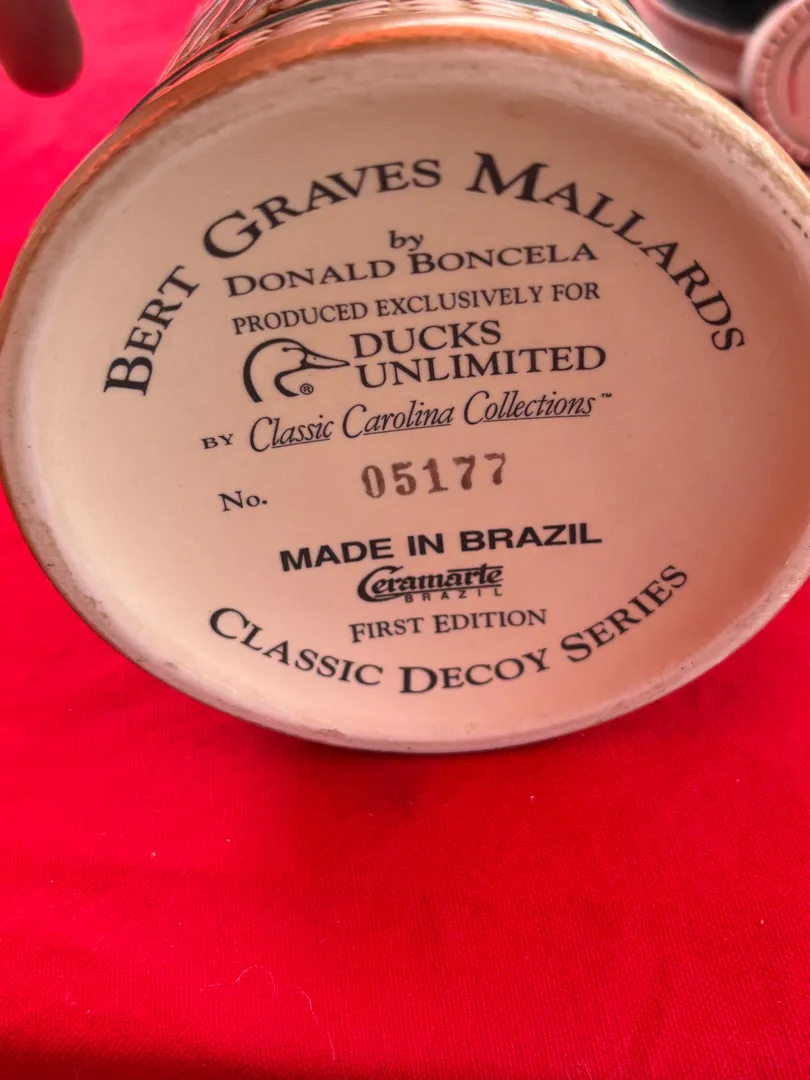 BERT GRAVES MALLARDS
by
DONALD BONCELA
PRODUCED EXCLUSIVELY FOR
DUCKS
UNLIMITED
®
BY Classic Carolina Collections™
No. 05177
MADE IN BRAZIL
Ceramarte
BRAZIL
FIRST EDITION
CLASSIC DECOY SERIES